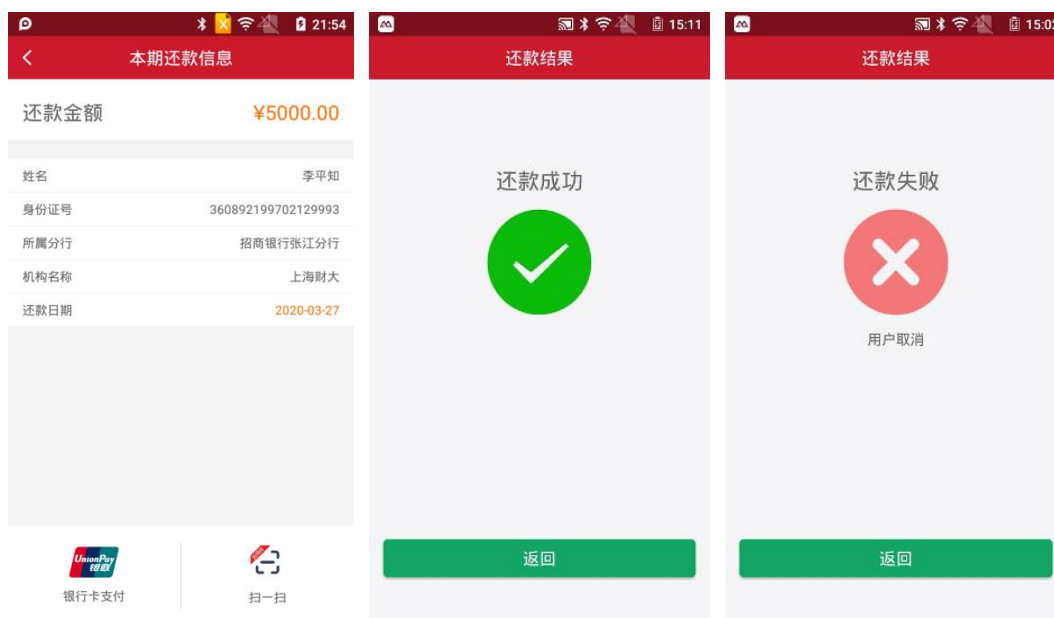 21:54
本期还款信息
还款金额 ¥5000.00
姓名 李平知
身份证号 360892199702129993
所属分行 招商银行张江分行
机构名称 上海财大
还款日期 2020-03-27
UnionPay
银联
银行卡支付
扫一扫
15:11
还款结果
还款成功
返回
15:02
还款结果
还款失败
用户取消
返回